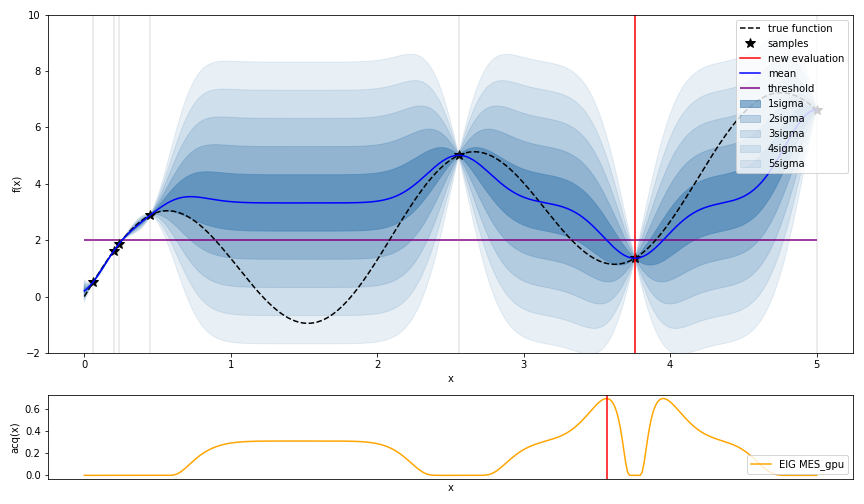 10
8
6
4
2
0
−2
f(x)
true function
samples
new evaluation
mean
threshold
1sigma
2sigma
3sigma
4sigma
5sigma
0 1 2 3 4 5
x
0.6
0.4
0.2
0.0
acq(x)
EIG MES_gpu
x